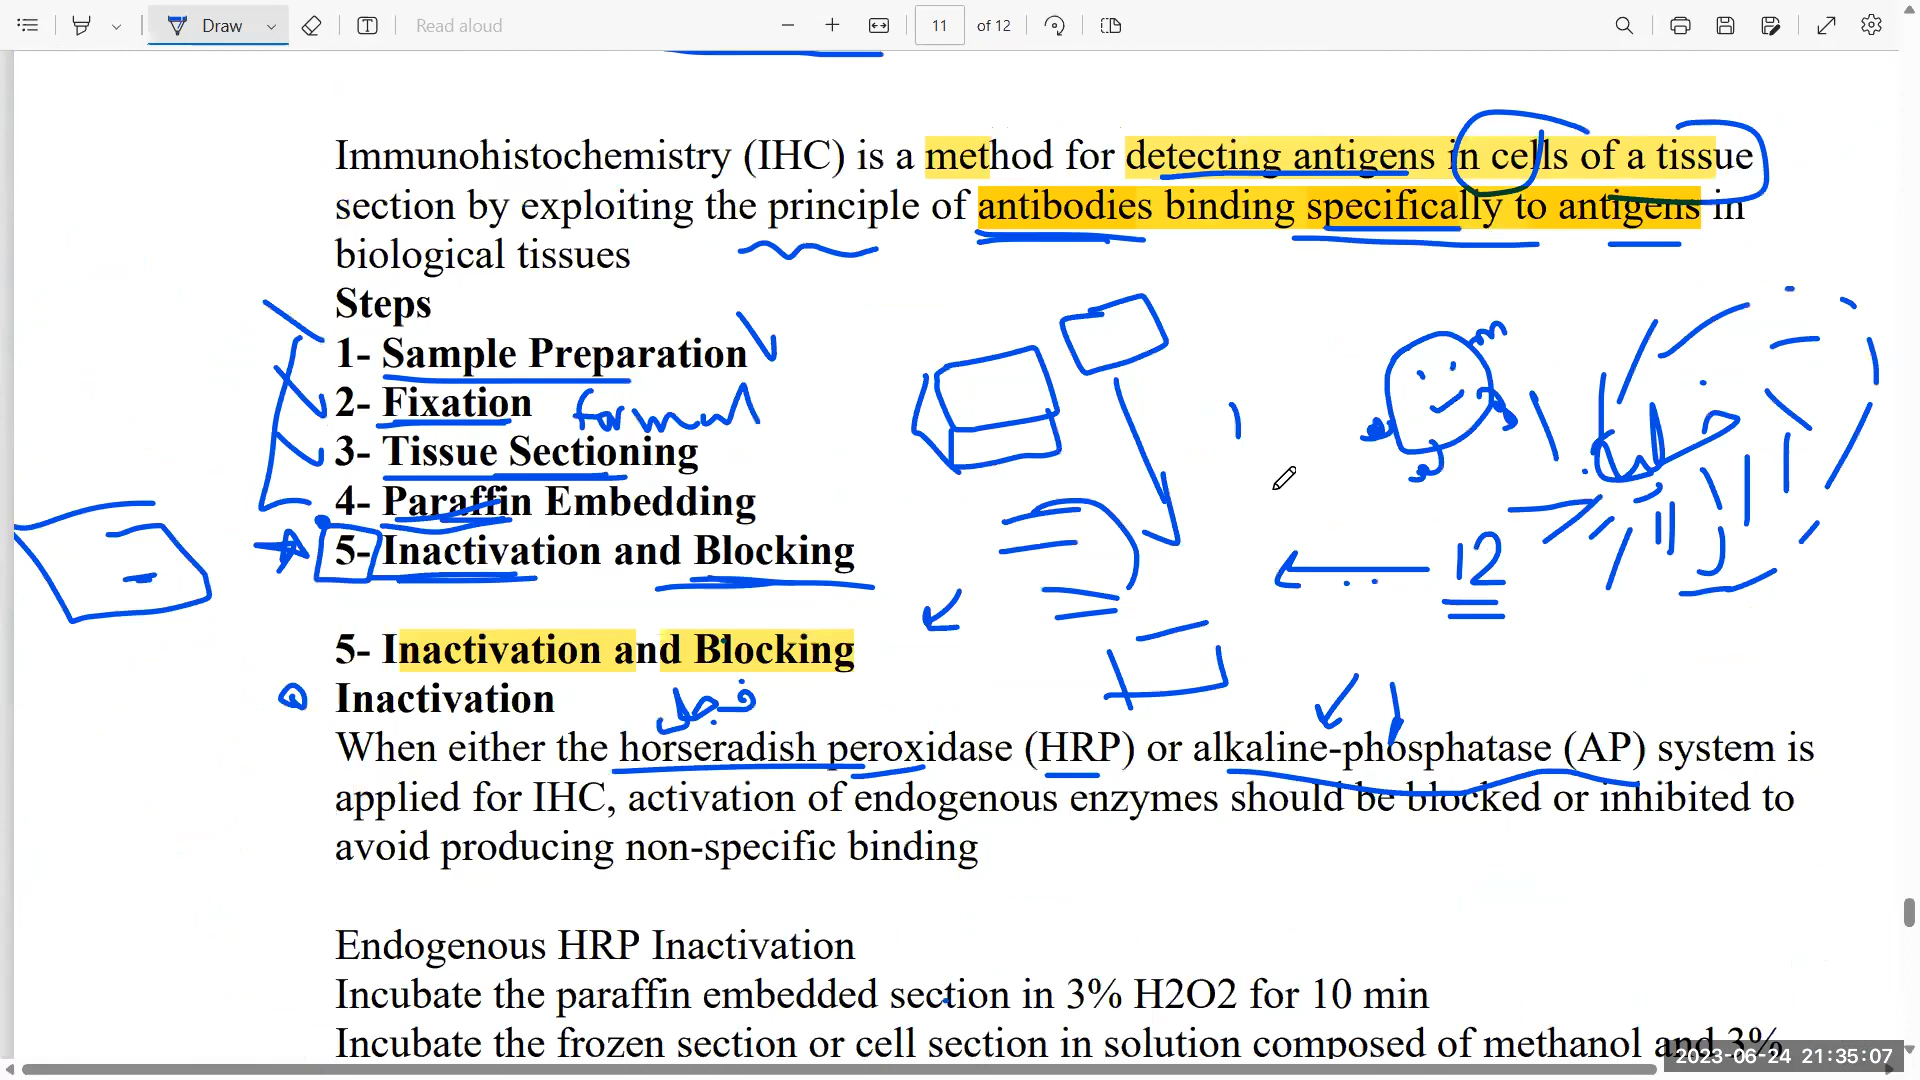 Draw
Read aloud
11 of 12
Immunohistochemistry (IHC) is a method for detecting antigens in cells of a tissue
section by exploiting the principle of antibodies binding specifically to antigens in
biological tissues
Steps
1- Sample Preparation
2- Fixation
3- Tissue Sectioning
4- Paraffin Embedding
5- Inactivation and Blocking
12
5- Inactivation and Blocking
Inactivation
فجل
When either the horseradish peroxidase (HRP) or alkaline-phosphatase (AP) system is
applied for IHC, activation of endogenous enzymes should be blocked or inhibited to
avoid producing non-specific binding
Endogenous HRP Inactivation
Incubate the paraffin embedded section in 3% H2O2 for 10 min
Incubate the frozen section or cell section in solution composed of methanol and 3%
2023-06-24 21:35:07